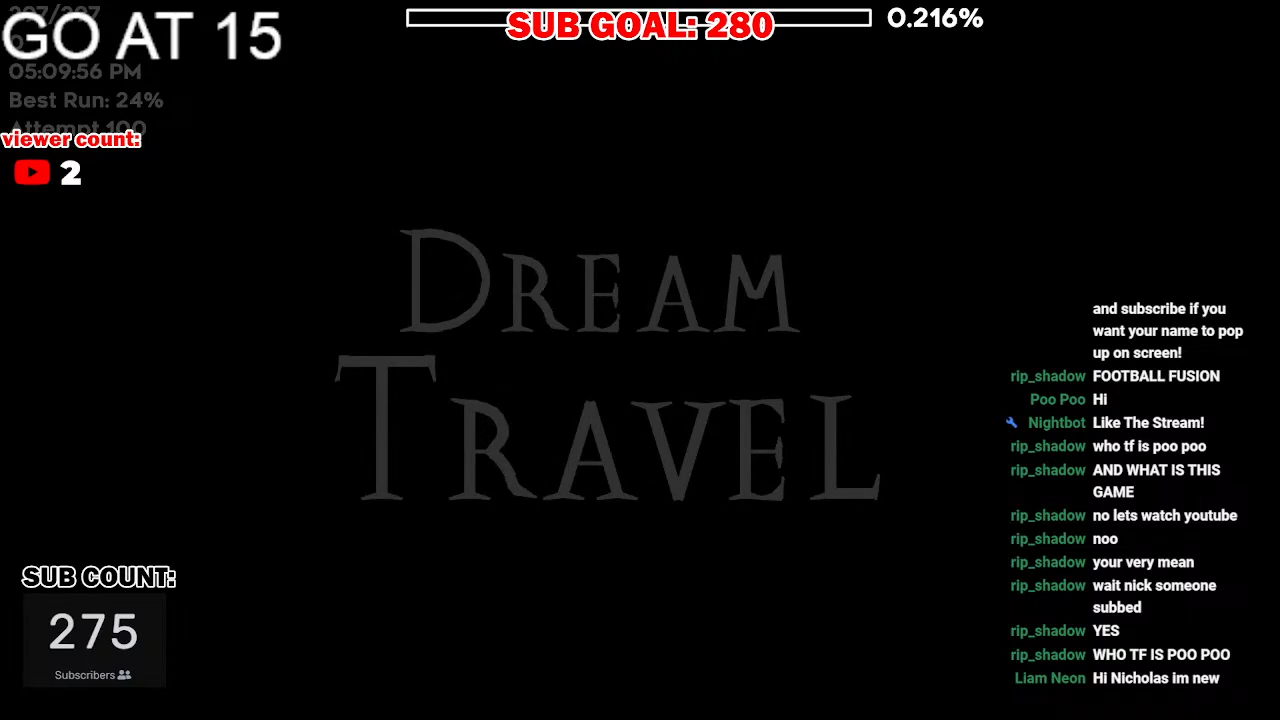 GO AT 15
SUB GOAL: 280
0.216%
05:09:56 PM
Best Run: 24%
Attempt 100
viewer count:
2
DREAM
TRAVEL
and subscribe if you
want your name to pop
up on screen!
rip_shadow FOOTBALL FUSION
Poo Poo Hi
Nightbot Like The Stream!
rip_shadow who tf is poo poo
rip_shadow AND WHAT IS THIS
GAME
rip_shadow no lets watch youtube
rip_shadow noo
rip_shadow your very mean
rip_shadow wait nick someone
subbed
rip_shadow YES
rip_shadow WHO TF IS POO POO
Liam Neon Hi Nicholas im new
SUB COUNT:
275
Subscribers